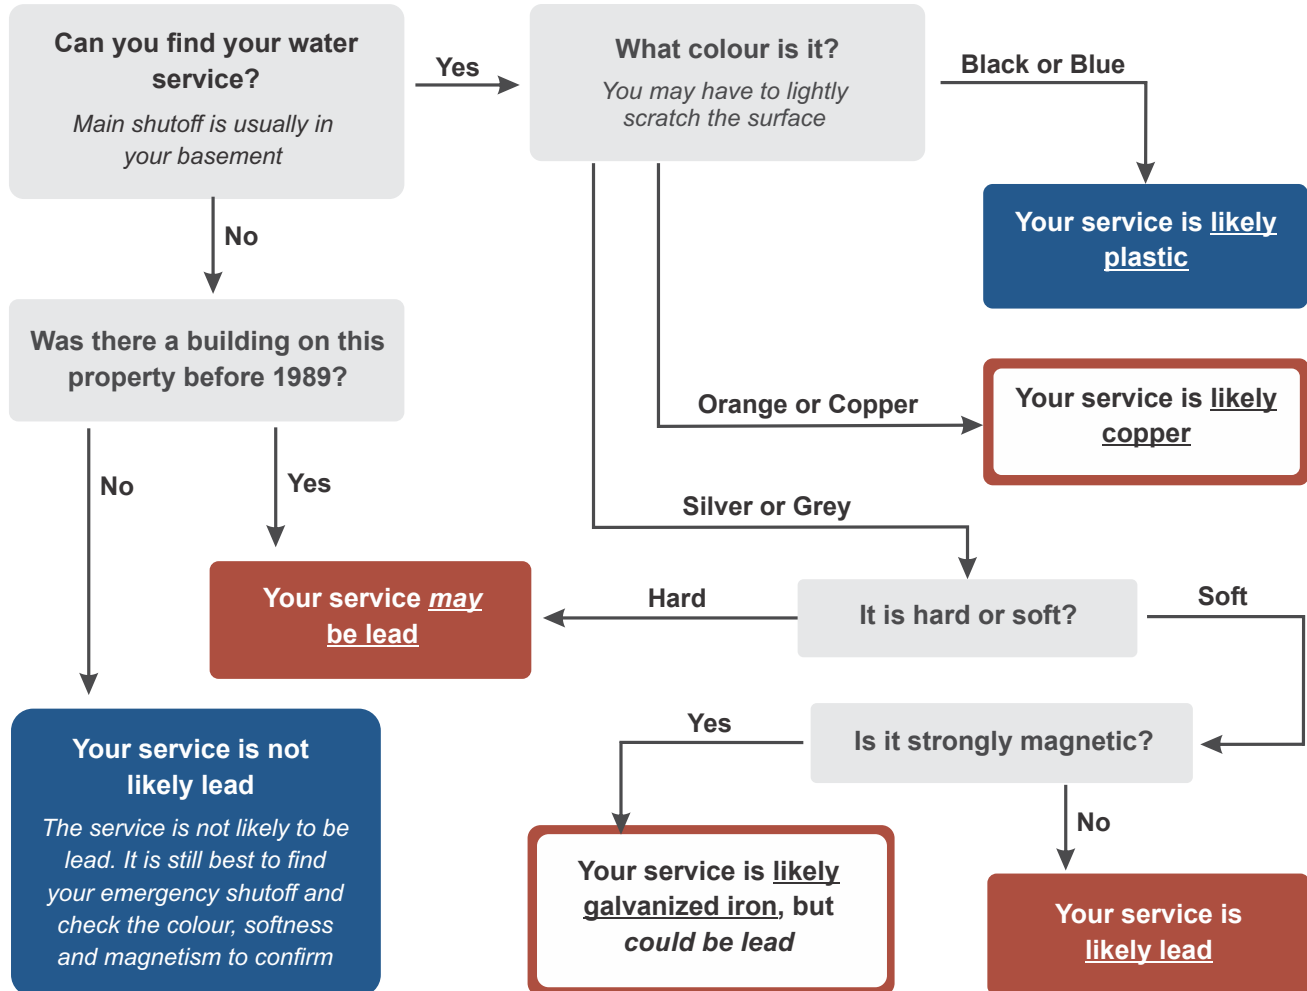 Can you find your water
service?
Main shutoff is usually in
your basement
Yes
What colour is it?
You may have to lightly
scratch the surface
Black or Blue
Your service is likely
plastic
No
Was there a building on this
property before 1989?
Orange or Copper
Your service is likely
copper
No
Yes
Silver or Grey
Your service may
be lead
Hard
It is hard or soft?
Soft
Your service is not
likely lead
The service is not likely to be
lead. It is still best to find
your emergency shutoff and
check the colour, softness
and magnetism to confirm
Yes
Is it strongly magnetic?
No
Your service is likely
galvanized iron, but
could be lead
Your service is
likely lead